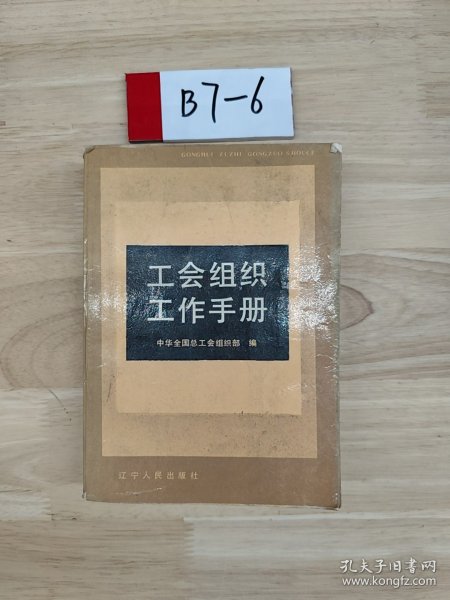 B7-6
GONGHUI ZUZHI GONGZUO SHOUCE
工会组织
工作手册
中华全国总工会组织部 编
辽宁人民出版社
孔夫子旧书网
www.kongfz.com